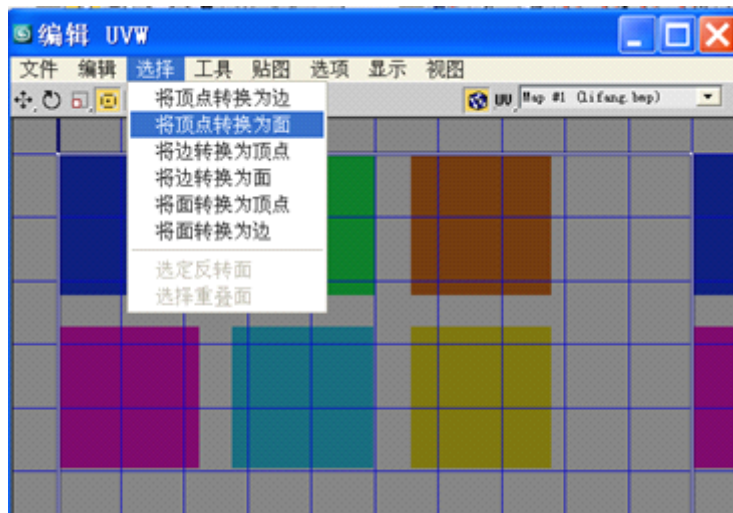 编辑 UVW
文件 编辑 选择 工具 贴图 选项 显示 视图
UV Map #1 (lifang.bmp)
将顶点转换为边
将顶点转换为面
将边转换为顶点
将边转换为面
将面转换为顶点
将面转换为边
选定反转面
选择重叠面